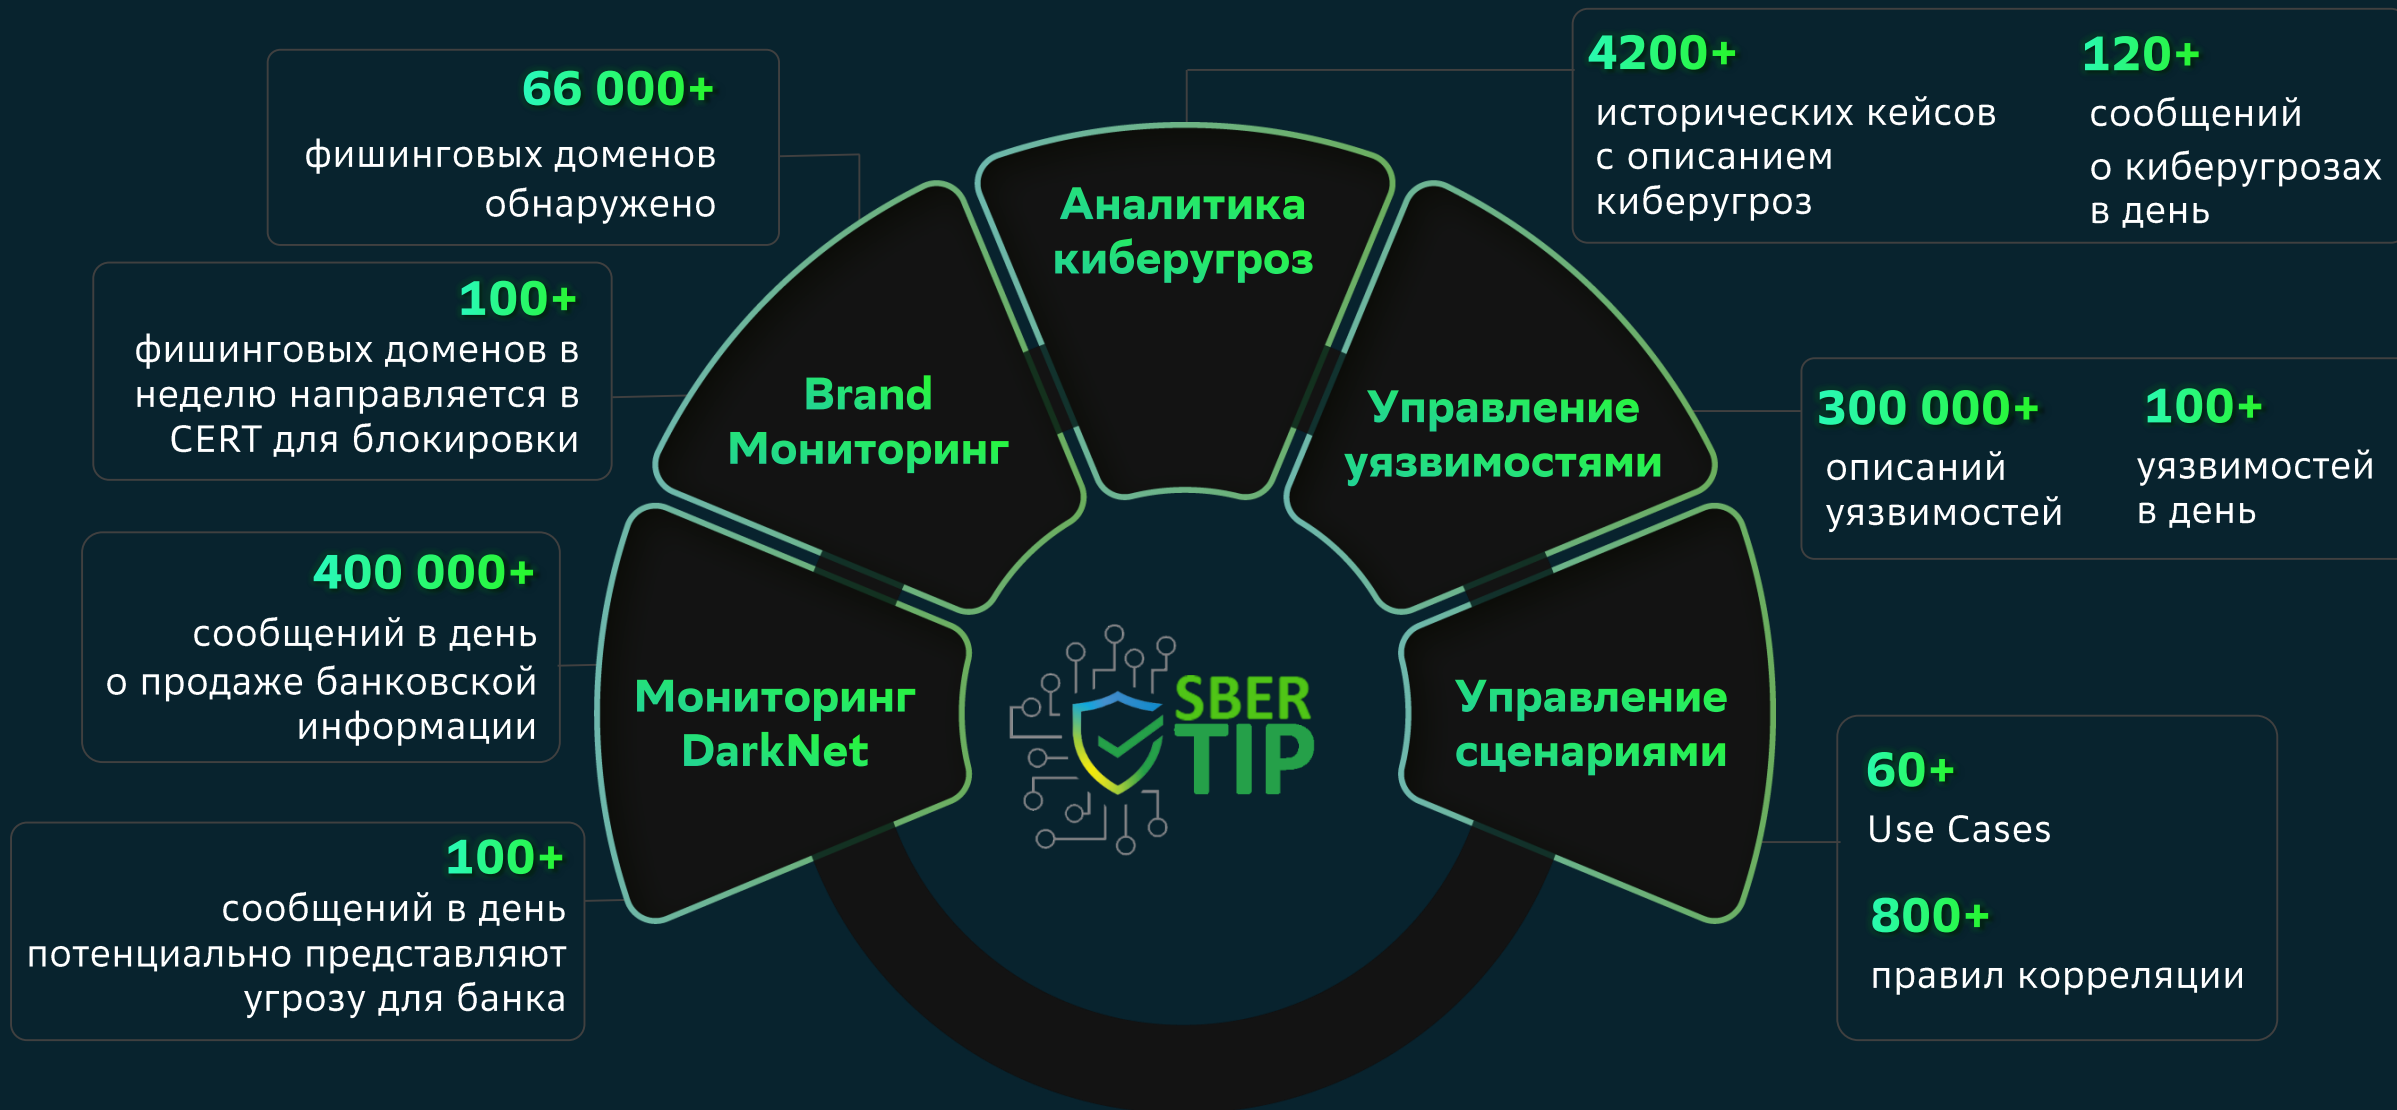 66 000+
фишинговых доменов
обнаружено
100+
фишинговых доменов в
неделю направляется в
CERT для блокировки
400 000+
сообщений в день
о продаже банковской
информации
100+
сообщений в день
потенциально представляют
угрозу для банка
Мониторинг
DarkNet
Brand
Мониторинг
Аналитика
киберугроз
Управление
уязвимостями
Управление
сценариями
SBER
TIP
4200+
исторических кейсов
с описанием
киберугроз
120+
сообщений
о киберугрозах
в день
300 000+
описаний
уязвимостей
100+
уязвимостей
в день
60+
Use Cases
800+
правил корреляции